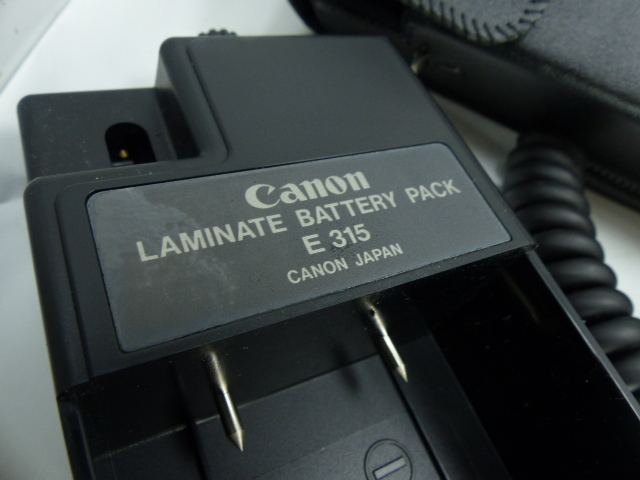 Canon
LAMINATE BATTERY PACK
E 315
CANON JAPAN